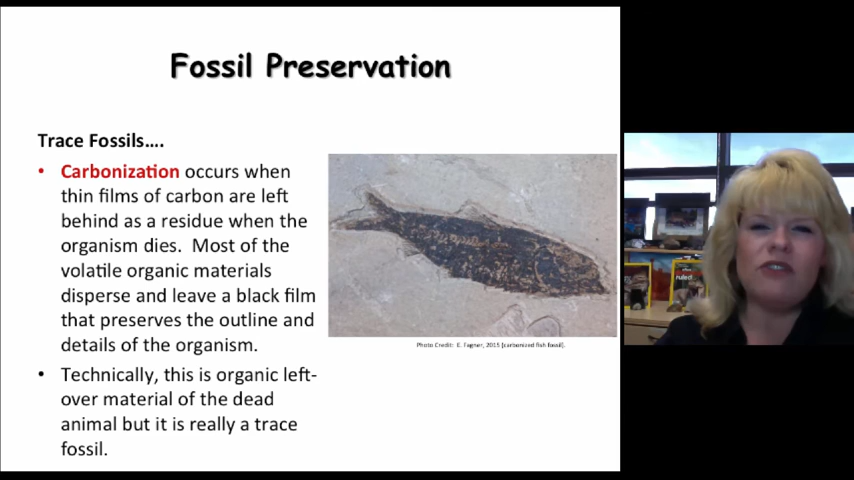 Fossil Preservation
Trace Fossils....
• Carbonization occurs when
thin films of carbon are left
behind as a residue when the
organism dies. Most of the
volatile organic materials
disperse and leave a black film
that preserves the outline and
details of the organism.
• Technically, this is organic left-
over material of the dead
animal but it is really a trace
fossil.
Photo Credit: E. Fagner, 2015 [carbonized fish fossil].